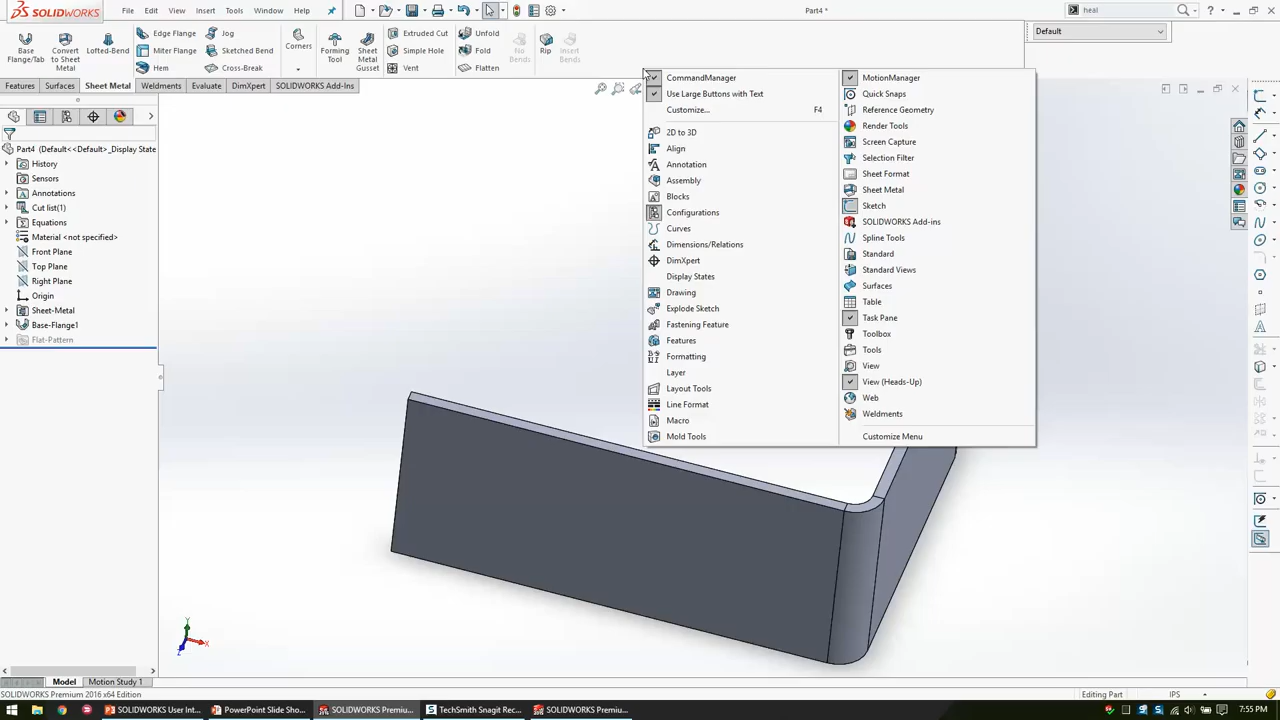 SOLIDWORKS
File
Edit
View
Insert
Tools
Window
Help
Part4 *
heal
Default
Base
Flange/Tab
Convert to
Sheet
Metal
Lofted-Bend
Edge Flange
Miter Flange
Hem
Jog
Sketched Bend
Cross-Break
Corners
Forming
Tool
Sheet
Metal
Gusset
Extruded Cut
Simple Hole
Vent
Unfold
Fold
Flatten
No
Bends
Rip
Insert
Bends
Features
Surfaces
Sheet Metal
Weldments
Evaluate
DimXpert
SOLIDWORKS Add-Ins
Part4 (Default<<Default>_Display State
History
Sensors
Annotations
Cut list(1)
Equations
Material <not specified>
Front Plane
Top Plane
Right Plane
Origin
Sheet-Metal
Base-Flange1
Flat-Pattern
CommandManager
Use Large Buttons with Text
Customize... F4
2D to 3D
Align
Annotation
Assembly
Blocks
Configurations
Curves
Dimensions/Relations
DimXpert
Display States
Drawing
Explode Sketch
Fastening Feature
Features
Formatting
Layer
Layout Tools
Line Format
Macro
Mold Tools
MotionManager
Quick Snaps
Reference Geometry
Render Tools
Screen Capture
Selection Filter
Sheet Format
Sheet Metal
Sketch
SOLIDWORKS Add-ins
Spline Tools
Standard
Standard Views
Surfaces
Table
Task Pane
Toolbox
Tools
View
View (Heads-Up)
Web
Weldments
Customize Menu
Y
X
Z
Model
Motion Study 1
SOLIDWORKS Premium 2016 x64 Edition
Editing Part
IPS
SOLIDWORKS User Int...
PowerPoint Slide Sho...
SOLIDWORKS Premiu...
TechSmith Snagit Rec...
SOLIDWORKS Premiu...
7:55 PM